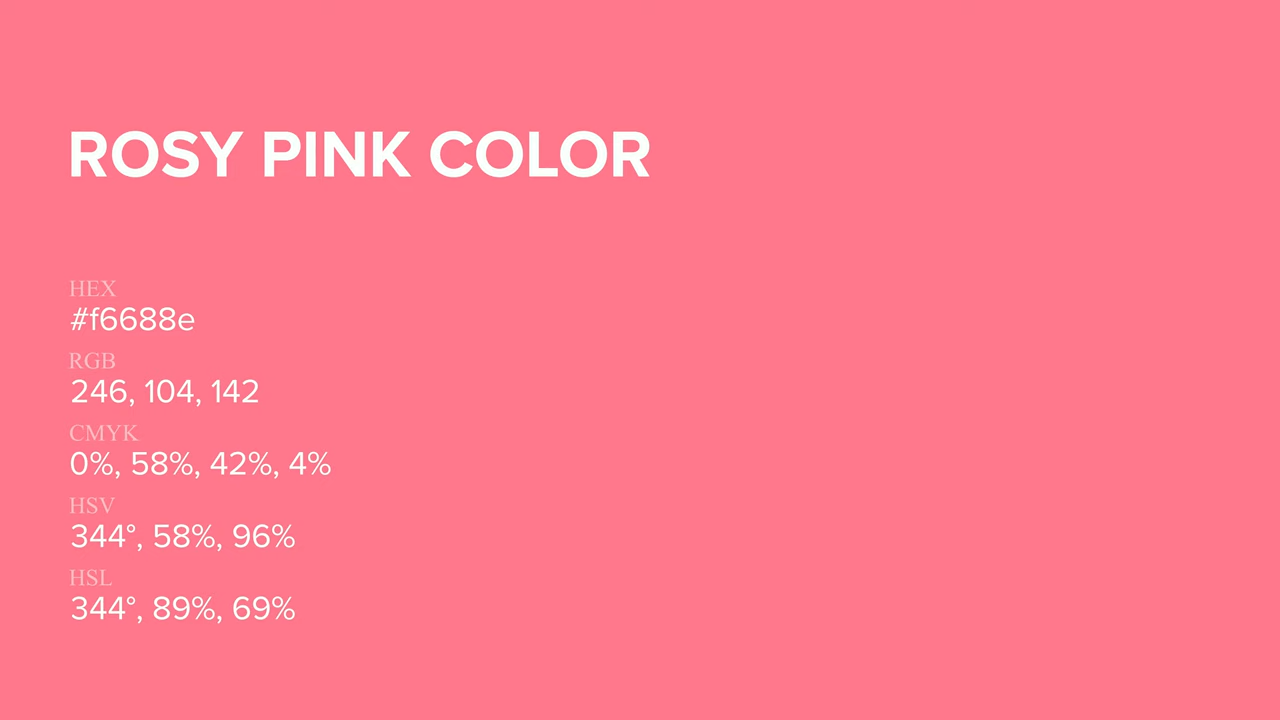 ROSY PINK COLOR
HEX
#f6688e
RGB
246, 104, 142
CMYK
0%, 58%, 42%, 4%
HSV
344°, 58%, 96%
HSL
344°, 89%, 69%